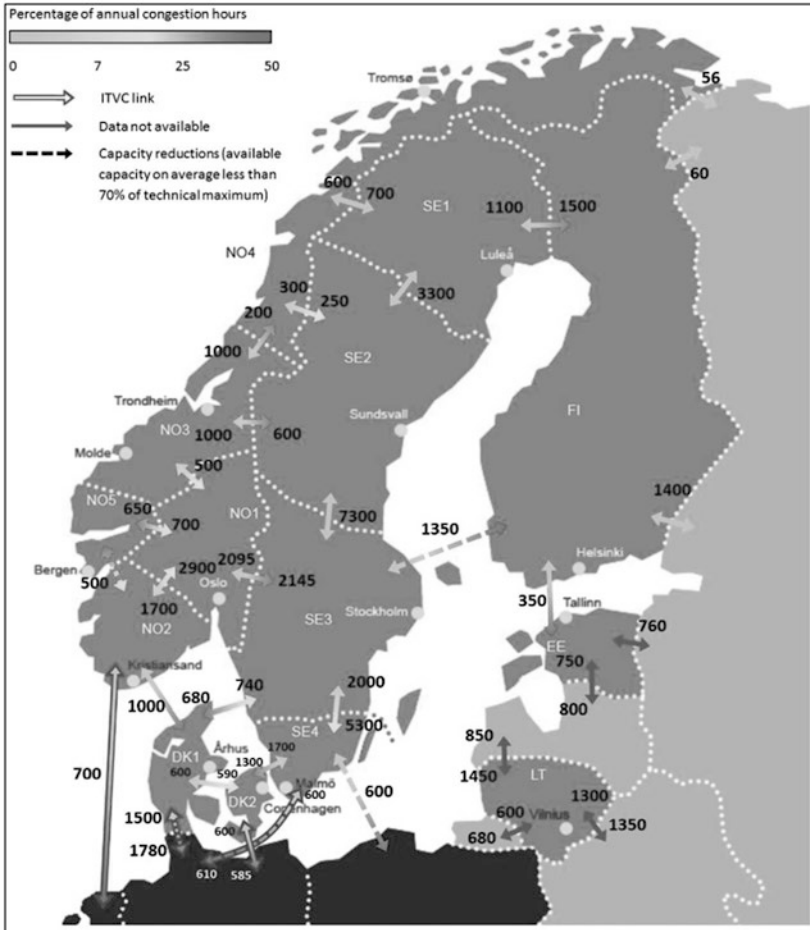 Percentage of annual congestion hours
0 7 25 50
ITVC link
Data not available
Capacity reductions (available
capacity on average less than
70% of technical maximum)
Tromsø
56
60
600
700
SE1
1100
1500
NO4
Luleå
300
250
3300
200
1000
SE2
Trondheim
Sundsvall
FI
NO3
1000
600
Molde
500
1400
NO5
650
700
NO1
7300
1350
Bergen
500
2900
2095
2145
Helsinki
1700
Oslo
SE3
Stockholm
350
Tallinn
NO2
EE
760
750
Kristiansand
1000
680
740
2000
800
SE4
5300
850
DK1
Århus
1700
1300
600
590
1450
LT
700
DK2
Malmö
600
Copenhagen
600
600
1300
Vilnius
1500
600
680
1350
1780
610
585